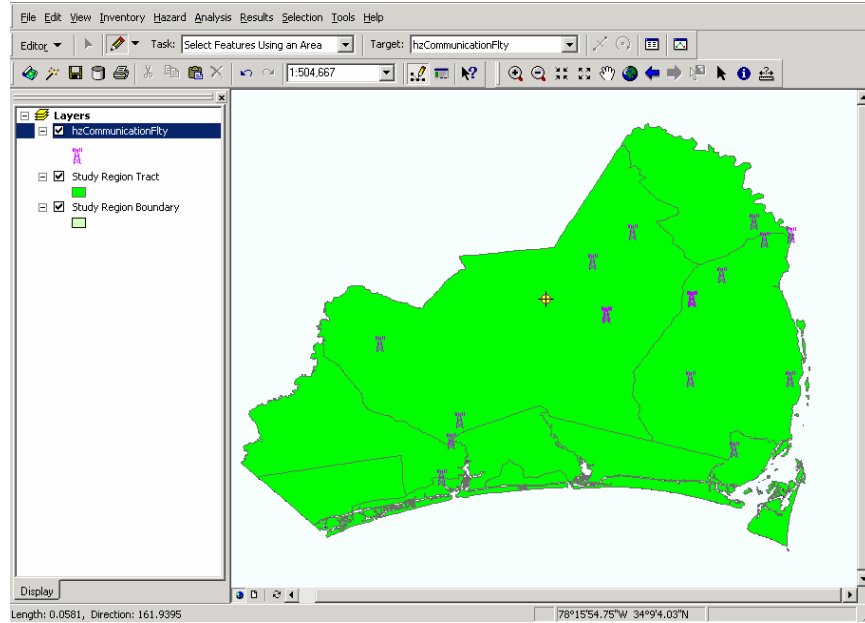 File Edit View Inventory Hazard Analysis Results Selection Tools Help
Editor Task: Select Features Using an Area Target: hzCommunicationFlty
1:504,667
Layers
hzCommunicationFlty
Study Region Tract
Study Region Boundary
Display
Length: 0.0581, Direction: 161.9395 78°15'54.75"W 34°9'4.03"N